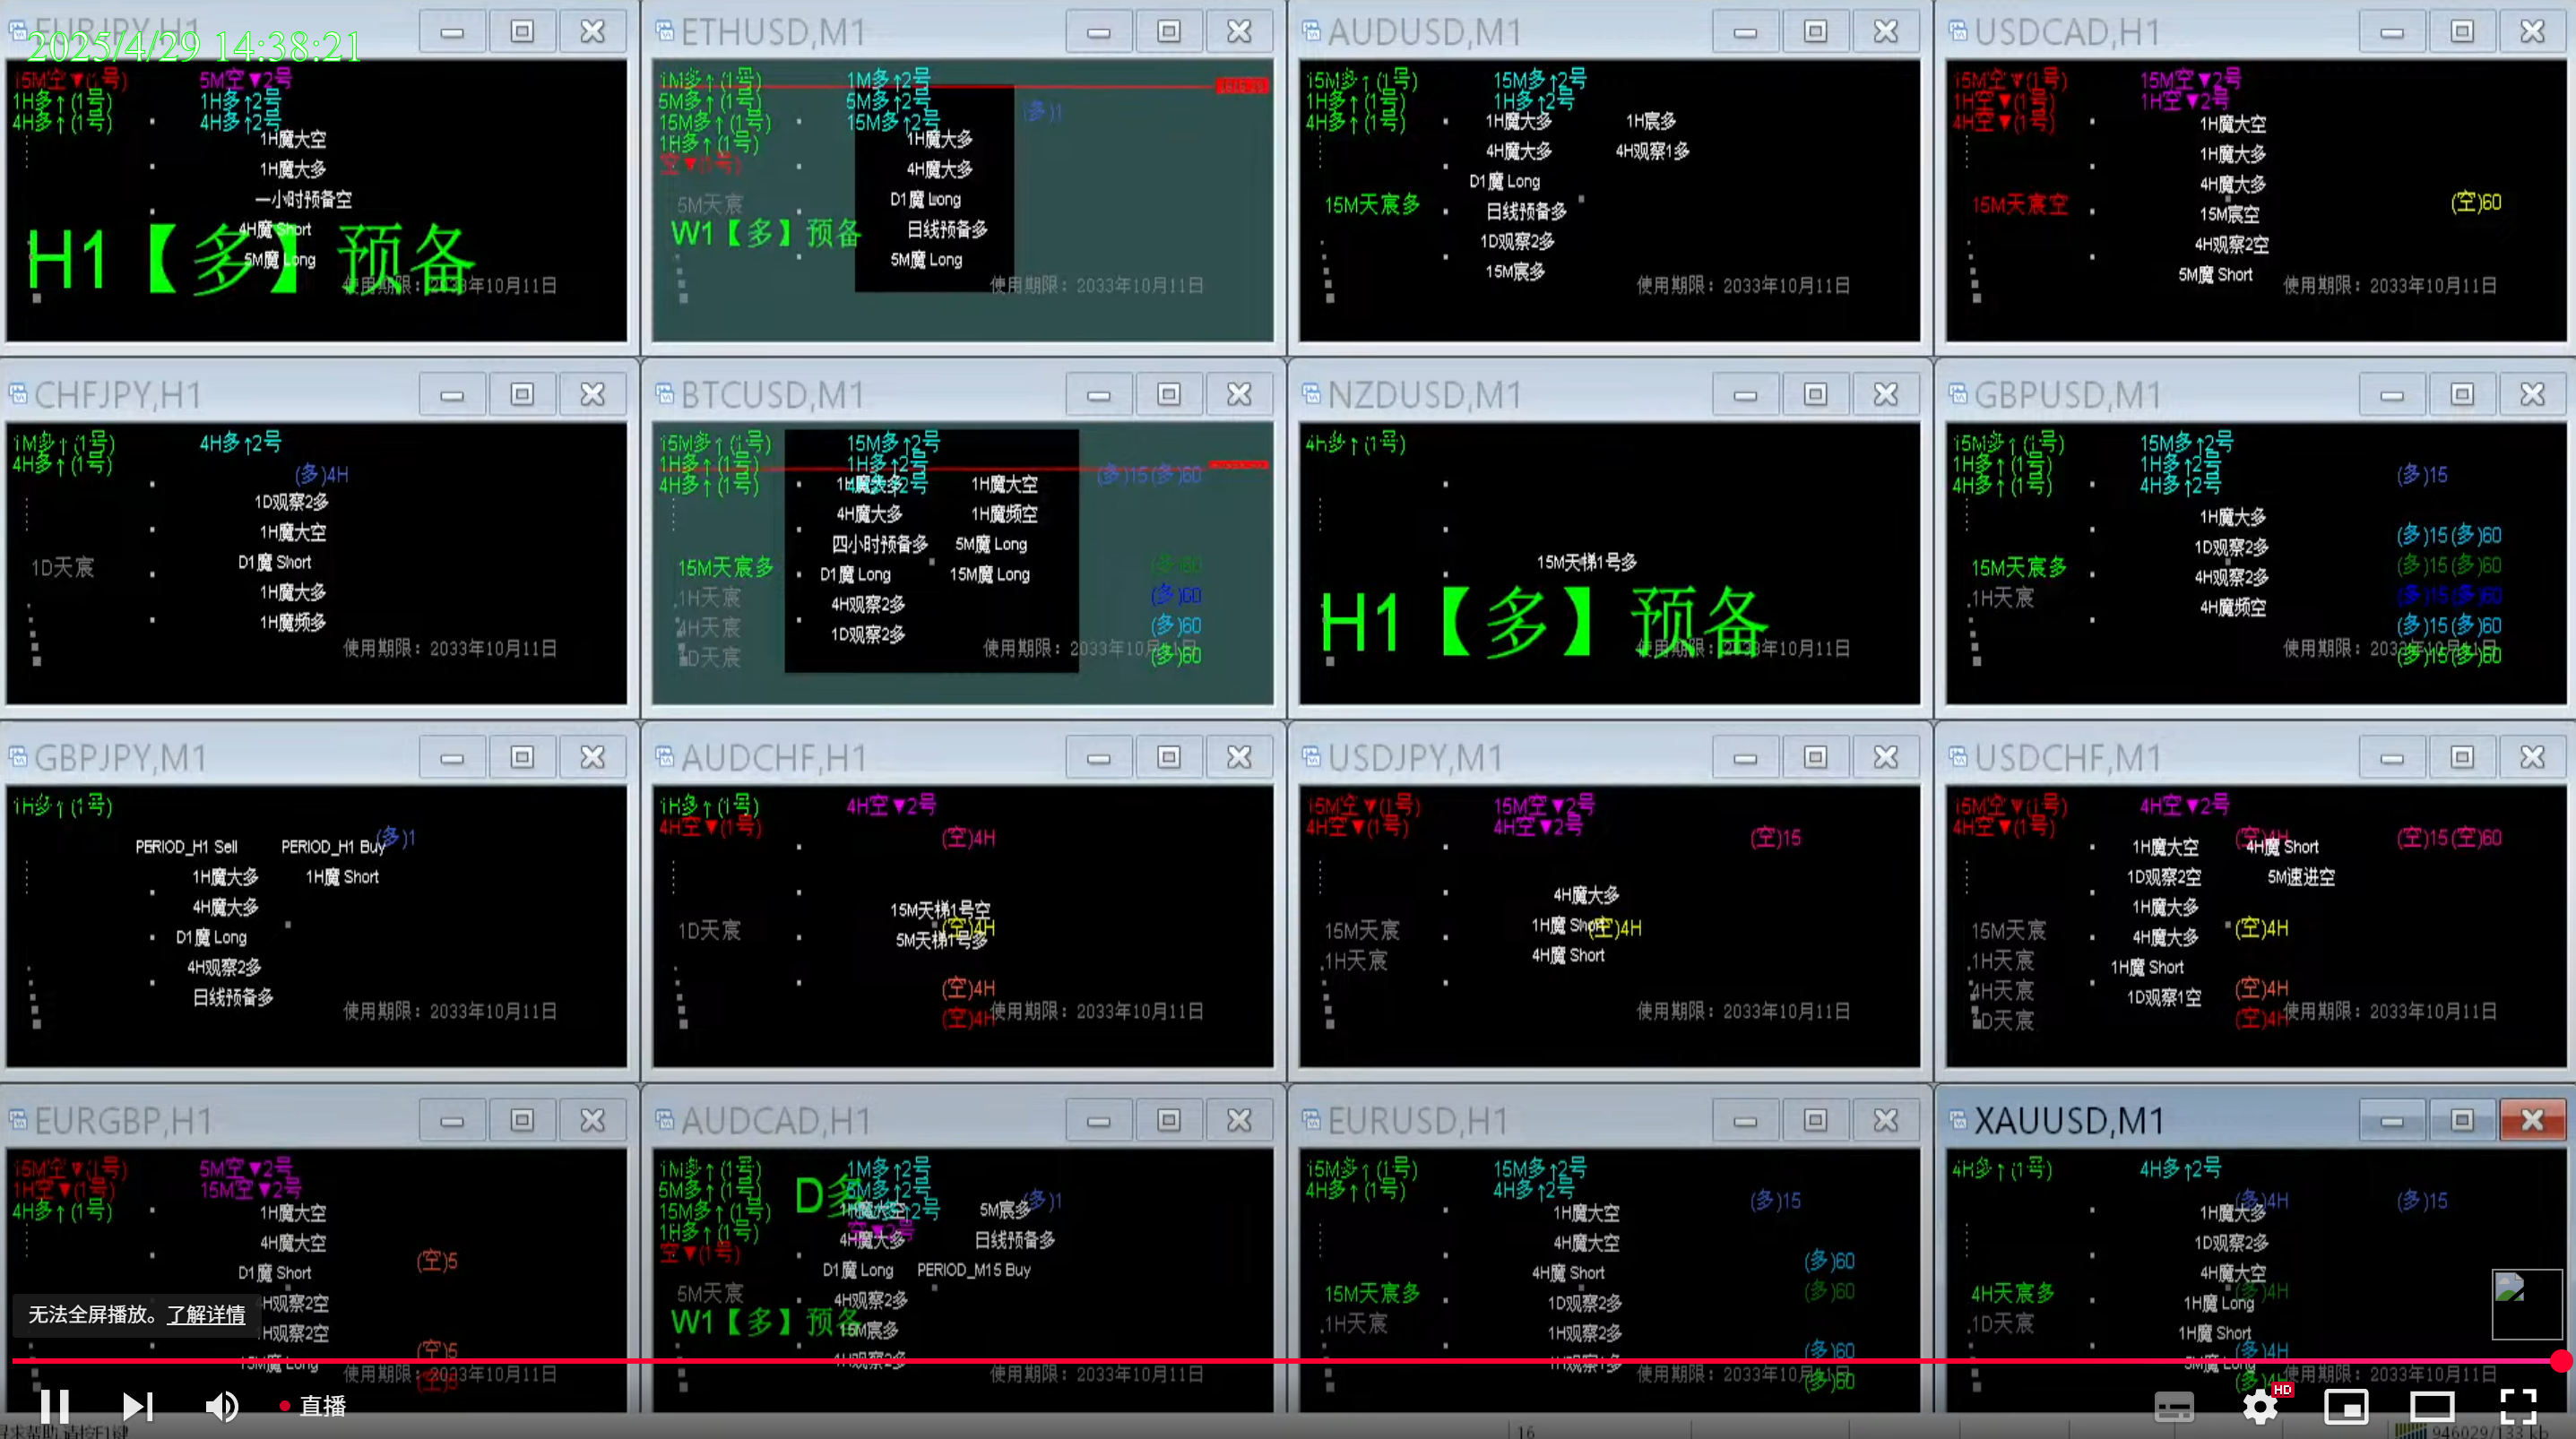 2025/4/29 14:38:21
EURJPY,H1
15M空▼(1号) 5M空▼2号
1H多↑(1号) 1H多↑2号
4H多↑(1号) 4H多↑2号
1H魔大空
1H魔大多
一小时预备空
4H魔 Short
H1【多】预备
5M魔 Long
使用期限：2033年10月11日
ETHUSD,M1
1M多↑(1号) 1M多↑2号
5M多↑(1号) 5M多↑2号
(多)1
15M多↑(1号) 15M多↑2号
1H多↑(1号) 1H魔大多
空▼(1号) 4H魔大多
5M天宸 D1魔 Long
W1【多】预备 日线预备多
5M魔 Long
使用期限：2033年10月11日
AUDUSD,M1
15M多↑(1号) 15M多↑2号
1H多↑(1号) 1H多↑2号
4H多↑(1号) 1H魔大多 1H宸多
4H魔大多 4H观察1多
D1魔 Long
15M天宸多 日线预备多
1D观察2多
15M宸多
使用期限：2033年10月11日
USDCAD,H1
15M空▼(1号) 15M空▼2号
1H空▼(1号) 1H空▼2号
4H空▼(1号) 1H魔大空
1H魔大多
4H魔大多
15M天宸空 15M宸空 (空)60
4H观察2空
5M魔 Short
使用期限：2033年10月11日
CHFJPY,H1
1M多↑(1号) 4H多↑2号
4H多↑(1号) (多)4H
1D观察2多
1H魔大空
1D天宸 D1魔 Short
1H魔大多
1H魔频多
使用期限：2033年10月11日
BTCUSD,M1
15M多↑(1号) 15M多↑2号
1H多↑(1号) 1H多↑2号 (多)15 (多)60
4H多↑(1号) 1H魔大空
4H魔大多 1H魔频空
四小时预备多 5M魔 Long
15M天宸多 D1魔 Long 15M魔 Long (多)60
1H天宸 4H观察2多 (多)60
4H天宸 1D观察2多 (多)60
1D天宸 (多)60
使用期限：2033年10月11日
NZDUSD,M1
4H多↑(1号)
15M天梯1号多
H1【多】预备
使用期限：2033年10月11日
GBPUSD,M1
15M多↑(1号) 15M多↑2号
1H多↑(1号) 1H多↑2号 (多)15
4H多↑(1号) 4H多↑2号
1H魔大多 (多)15 (多)60
1D观察2多
15M天宸多 4H观察2多 (多)15 (多)60
1H天宸 4H魔频空 (多)15 (多)60
(多)15 (多)60
使用期限：2033年10月11日
(多)15 (多)60
GBPJPY,M1
1H多↑(1号)
PERIOD_H1 Sell PERIOD_H1 Buy (多)1
1H魔大多 1H魔 Short
4H魔大多
D1魔 Long
4H观察2多
日线预备多
使用期限：2033年10月11日
AUDCHF,H1
1H多↑(1号) 4H空▼2号
4H空▼(1号) (空)4H
15M天梯1号空
1D天宸 (空)4H
5M天梯1号多
(空)4H
(空)4H
使用期限：2033年10月11日
USDJPY,M1
15M空▼(1号) 15M空▼2号
4H空▼(1号) 4H空▼2号 (空)15
4H魔大多
15M天宸 1H魔 Short (空)4H
1H天宸 4H魔 Short
使用期限：2033年10月11日
USDCHF,M1
15M空▼(1号) 4H空▼2号
4H空▼(1号) (空)4H (空)15 (空)60
1H魔大空 4H魔 Short
1D观察2空 5M速进空
1H魔大多
15M天宸 4H魔大多 (空)4H
1H天宸 1H魔 Short
4H天宸 1D观察1空 (空)4H
1D天宸 (空)4H
使用期限：2033年10月11日
EURGBP,H1
15M空▼(1号) 5M空▼2号
1H空▼(1号) 15M空▼2号
4H多↑(1号) 1H魔大空
4H魔大空
(空)5
D1魔 Short
4H观察2空
1H观察2空
(空)5
15M魔 Long
使用期限：2033年10月11日
AUDCAD,H1
1M多↑(1号) 1M多↑2号
5M多↑(1号) D多 5M多↑2号
15M多↑(1号) 5M宸多 (多)1
1H多↑(1号) 空▼2号
空▼(1号) 4H魔大多 日线预备多
D1魔 Long PERIOD_M15 Buy
5M天宸 4H观察2多
W1【多】预备
15M宸多
使用期限：2033年10月11日
EURUSD,H1
15M多↑(1号) 15M多↑2号
4H多↑(1号) 4H多↑2号 (多)15
1H魔大空
4H魔大空 (多)60
4H魔 Short
15M天宸多 1D观察2多 (多)60
1H天宸 1H观察2多
(多)60
使用期限：2033年10月11日
(多)60
XAUUSD,M1
4H多↑(1号) 4H多↑2号
(多)4H (多)15
1H魔大多
1D观察2多
4H魔大空
4H天宸多 (多)4H
1H魔 Long
1D天宸 1H魔 Short
(多)4H
5M魔 Long
使用期限：2033年10月11日
无法全屏播放。了解详情
直播
HD
16
946029/133 kb